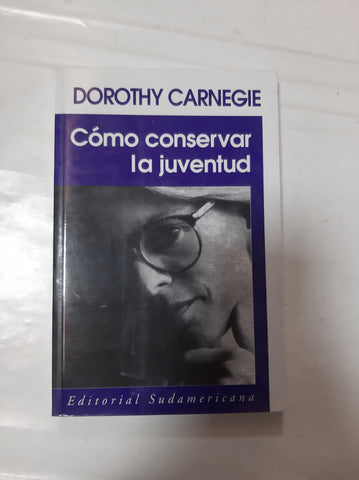 DOROTHY CARNEGIE
Cómo conservar
la juventud
Editorial Sudamericana